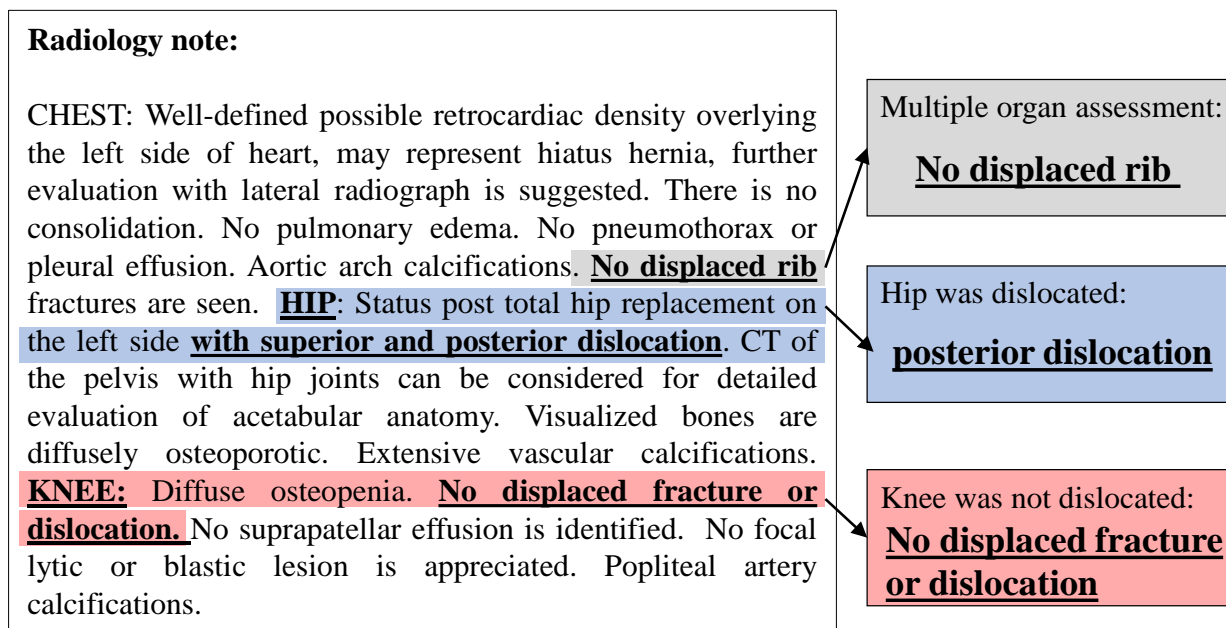 Radiology note:
CHEST: Well-defined possible retrocardiac density overlying
the left side of heart, may represent hiatus hernia, further
evaluation with lateral radiograph is suggested. There is no
consolidation. No pulmonary edema. No pneumothorax or
pleural effusion. Aortic arch calcifications. No displaced rib
fractures are seen. HIP: Status post total hip replacement on
the left side with superior and posterior dislocation. CT of
the pelvis with hip joints can be considered for detailed
evaluation of acetabular anatomy. Visualized bones are
diffusely osteoporotic. Extensive vascular calcifications.
KNEE: Diffuse osteopenia. No displaced fracture or
dislocation. No suprapatellar effusion is identified. No focal
lytic or blastic lesion is appreciated. Popliteal artery
calcifications.
Multiple organ assessment:
No displaced rib
Hip was dislocated:
posterior dislocation
Knee was not dislocated:
No displaced fracture
or dislocation